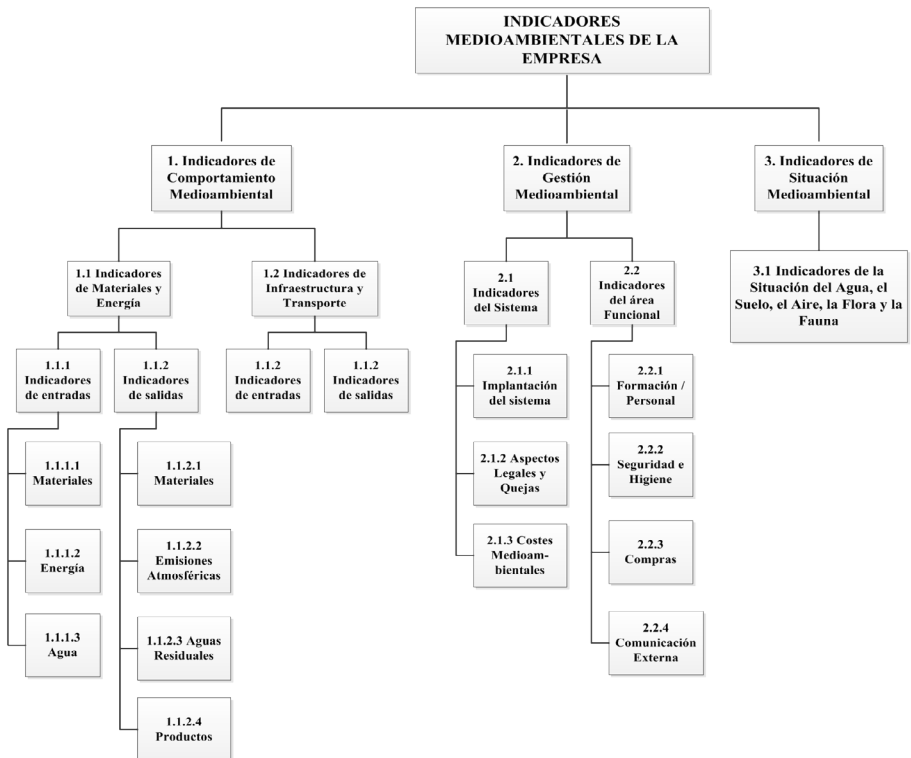 INDICADORES
MEDIOAMBIENTALES DE LA
EMPRESA
1. Indicadores de
Comportamiento
Medioambiental
2. Indicadores de
Gestión
Medioambiental
3. Indicadores de
Situación
Medioambiental
1.1 Indicadores
de Materiales y
Energía
1.2 Indicadores de
Infraestructura y
Transporte
2.1
Indicadores
del Sistema
2.2
Indicadores
del área
Funcional
3.1 Indicadores de la
Situación del Agua, el
Suelo, el Aire, la Flora y la
Fauna
1.1.1
Indicadores
de entradas
1.1.2
Indicadores
de salidas
1.1.2
Indicadores
de entradas
1.1.2
Indicadores
de salidas
2.1.1
Implantación
del sistema
2.2.1
Formación /
Personal
1.1.1.1
Materiales
1.1.2.1
Materiales
2.1.2 Aspectos
Legales y
Quejas
2.2.2
Seguridad e
Higiene
1.1.1.2
Energía
1.1.2.2
Emisiones
Atmosféricas
2.1.3 Costes
Medioam-
bientales
2.2.3
Compras
1.1.1.3
Agua
1.1.2.3 Aguas
Residuales
2.2.4
Comunicación
Externa
1.1.2.4
Productos